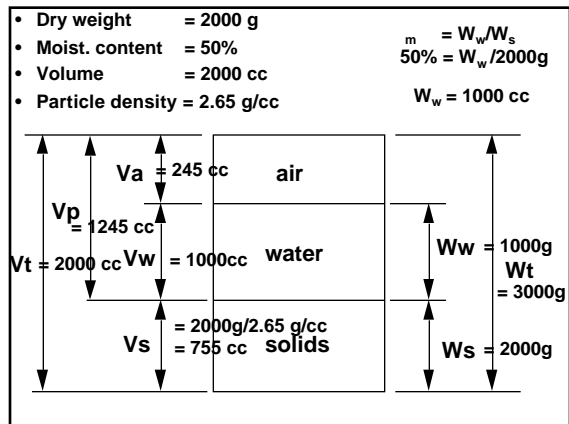 • Dry weight = 2000 g
• Moist. content = 50%
• Volume = 2000 cc
• Particle density = 2.65 g/cc
m = Ww/Ws
50% = Ww/2000g
Ww = 1000 cc
Va = 245 cc
air
Vp = 1245 cc
Vt = 2000 cc
Vw = 1000cc
water
Ww = 1000g
Wt = 3000g
Vs = 2000g/2.65 g/cc
= 755 cc
solids
Ws = 2000g